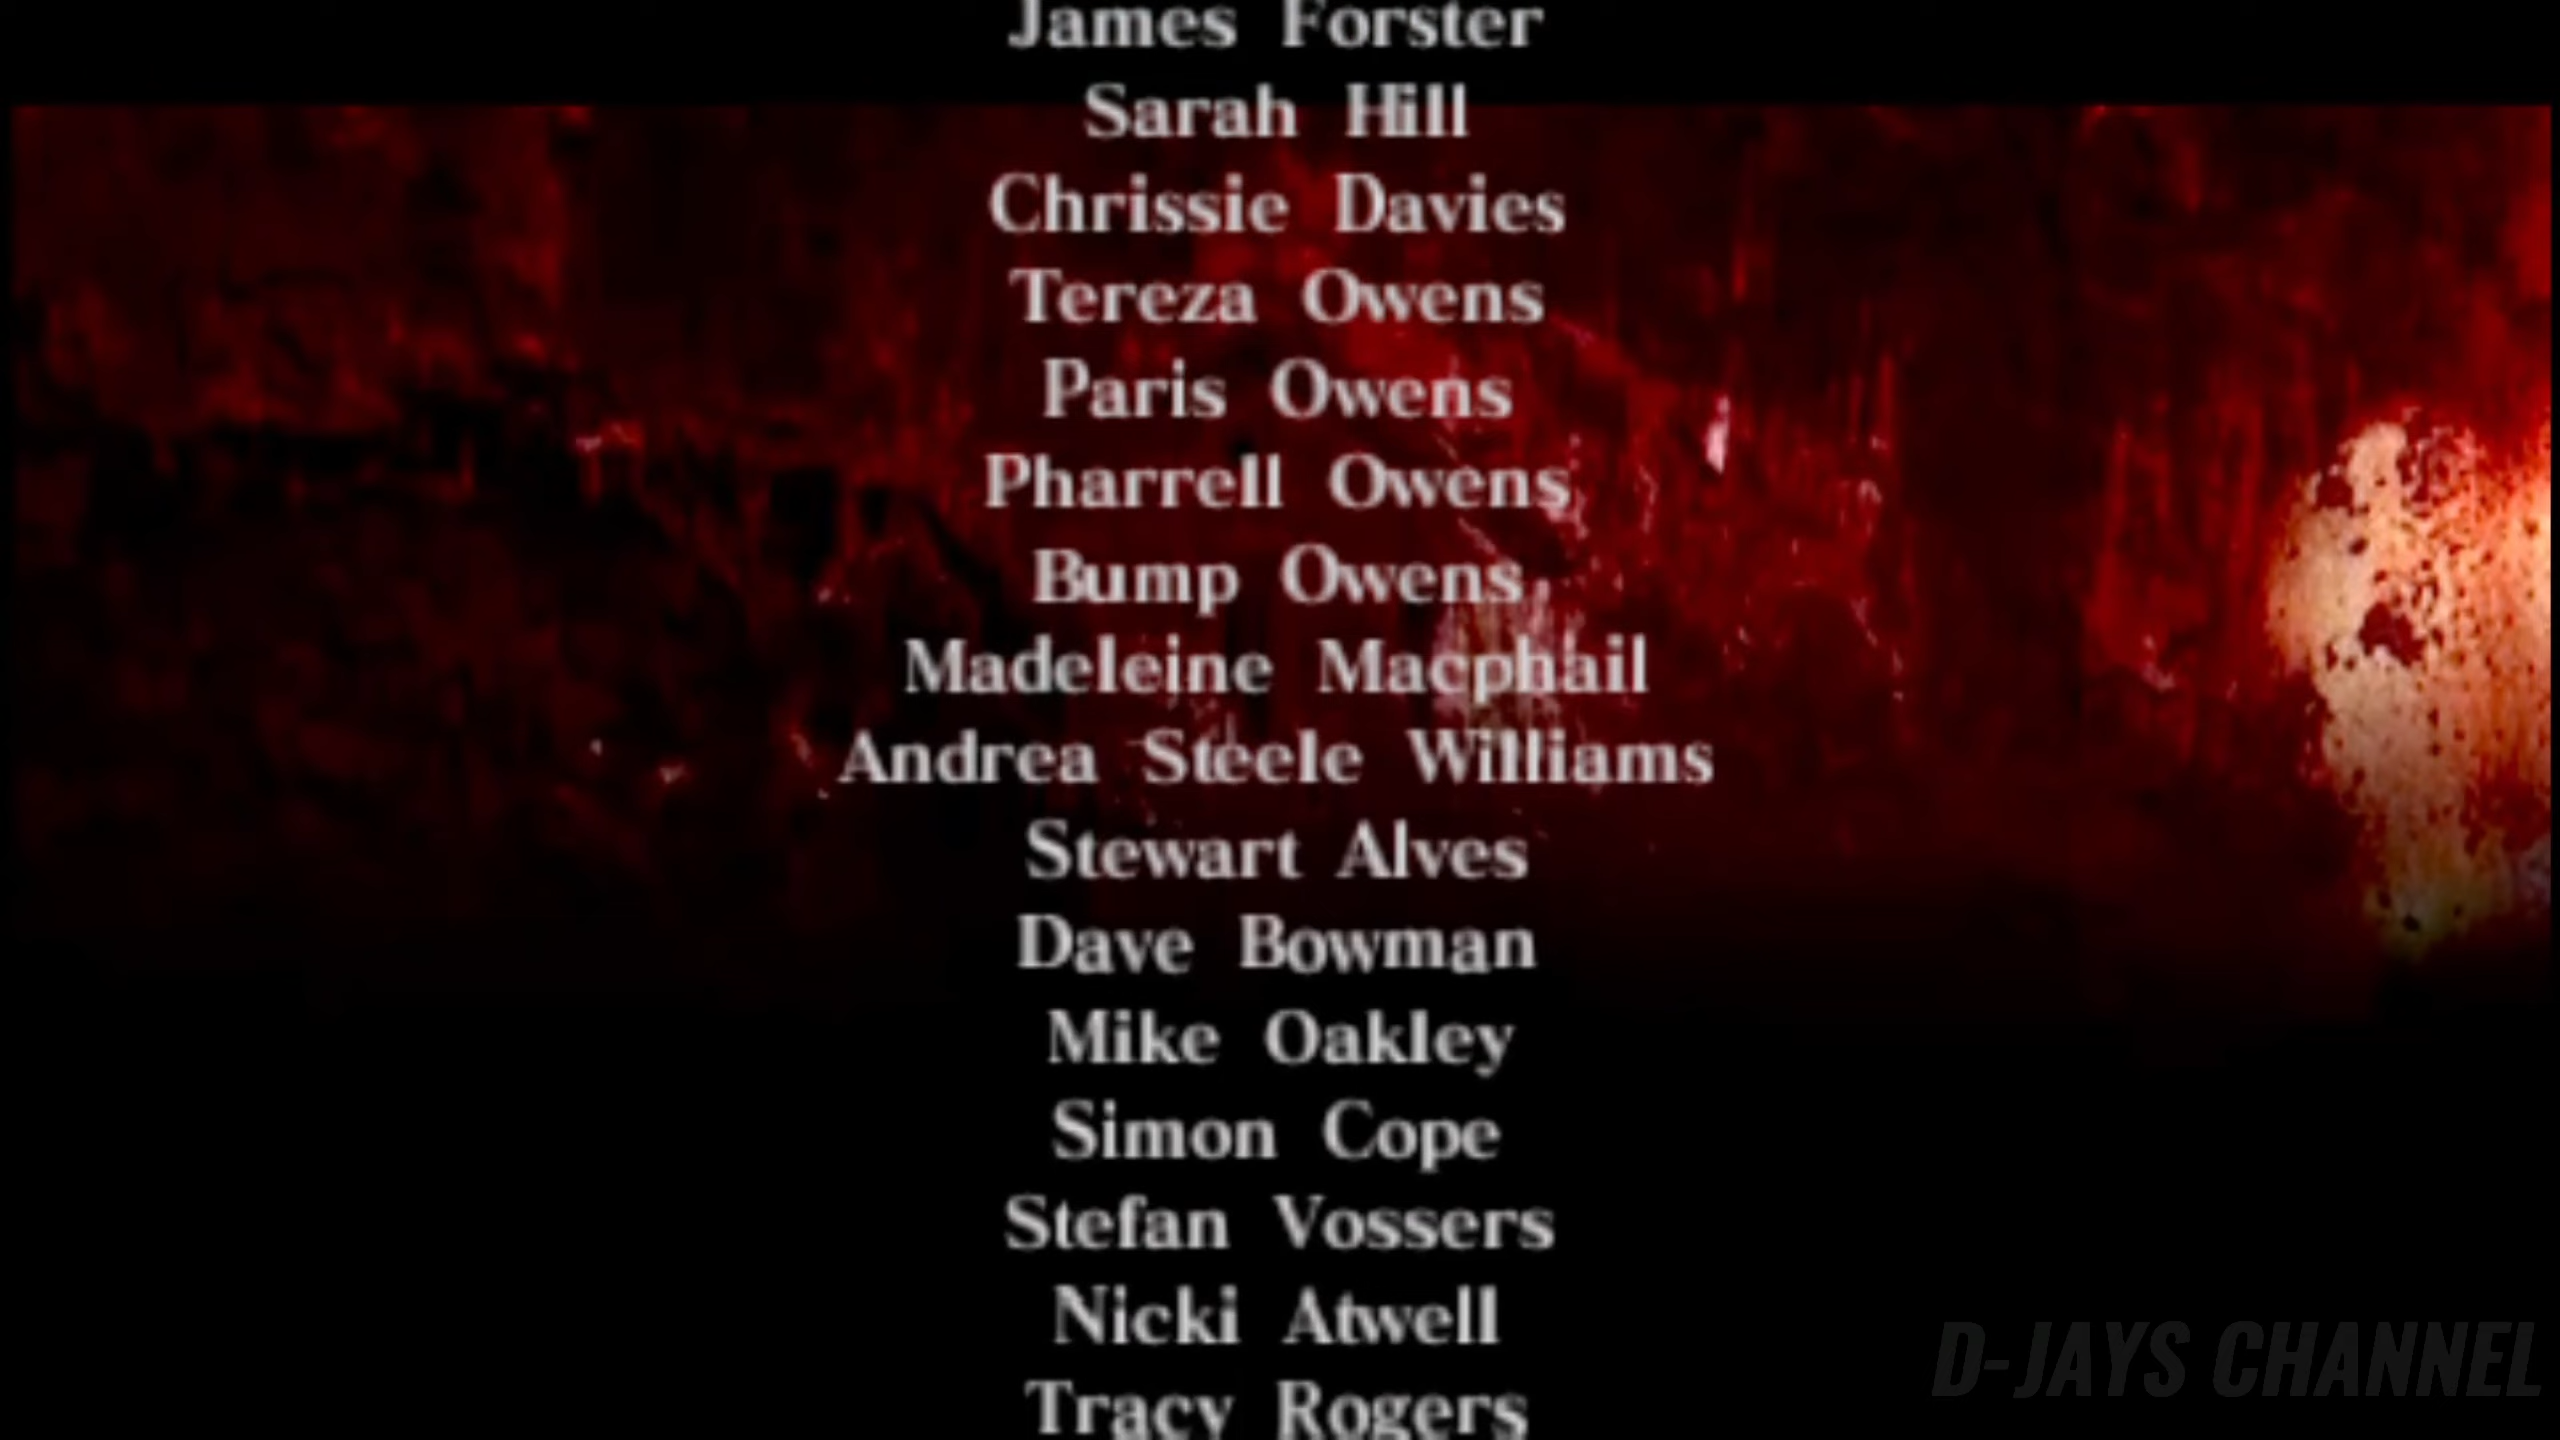 James Forster
Sarah Hill
Chrissie Davies
Tereza Owens
Paris Owens
Pharrell Owens
Bump Owens
Madeleine Macphail
Andrea Steele Williams
Stewart Alves
Dave Bowman
Mike Oakley
Simon Cope
Stefan Vossers
Nicki Atwell
Tracy Rogers
D-JAYS CHANNEL